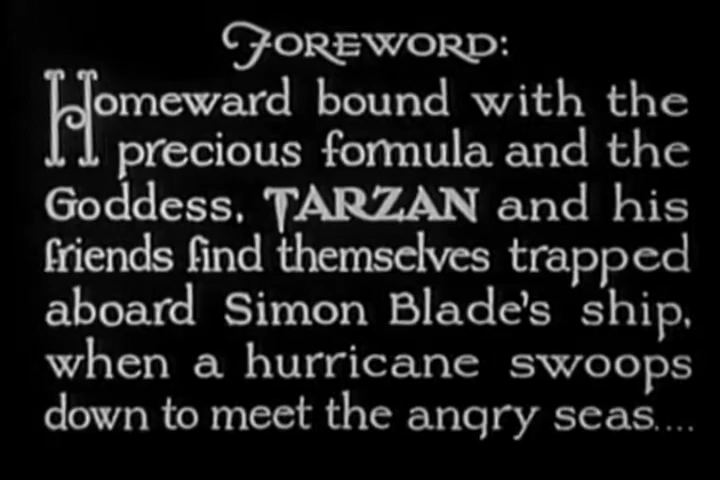 Foreword:
Homeward bound with the
precious formula and the
Goddess, TARZAN and his
friends find themselves trapped
aboard Simon Blade's ship,
when a hurricane swoops
down to meet the angry seas....